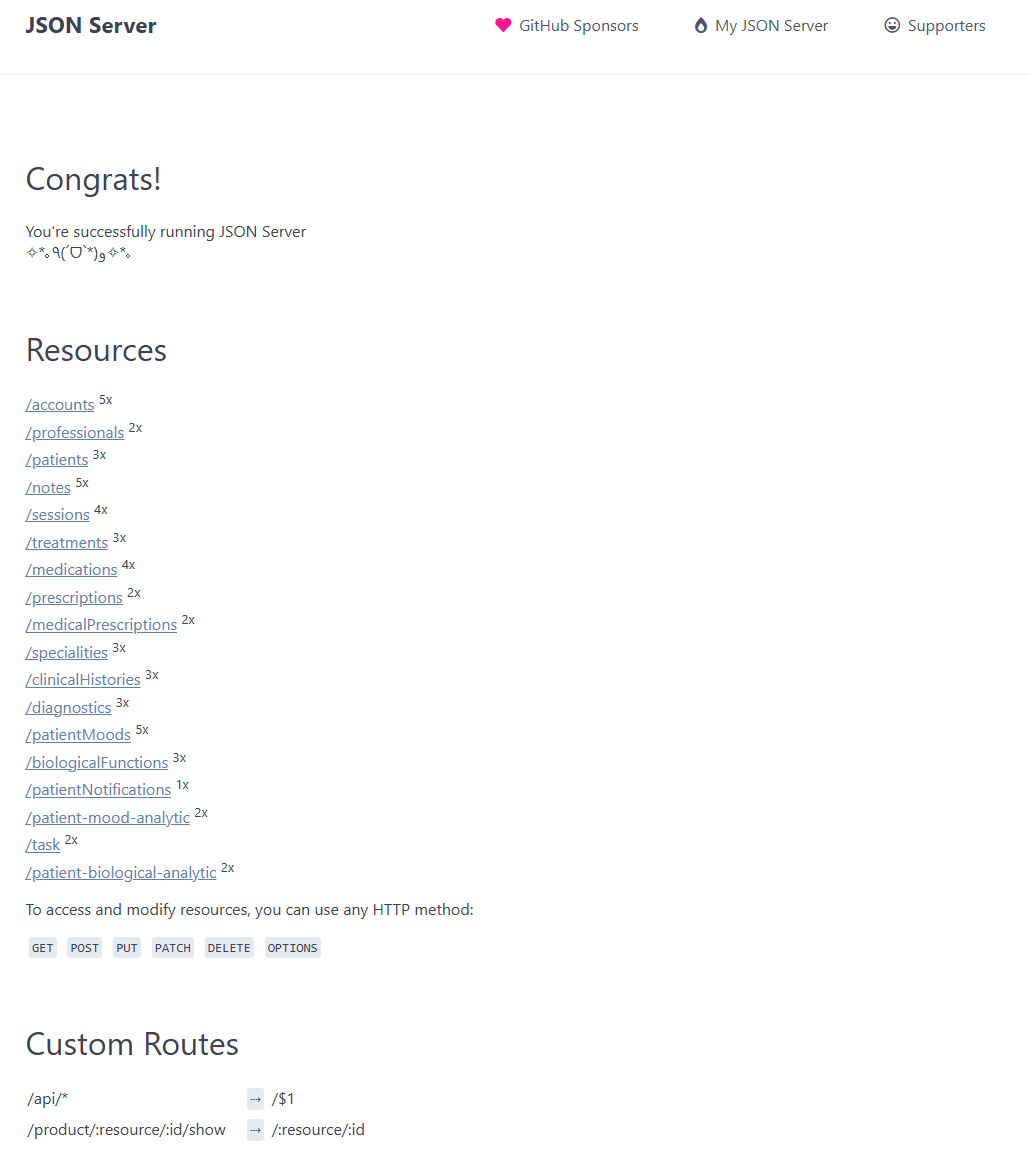 JSON Server
GitHub Sponsors
My JSON Server
Supporters
Congrats!
You're successfully running JSON Server
✧*｡٩(ˊᗜˋ*)و✧*｡
Resources
/accounts 5x
/professionals 2x
/patients 3x
/notes 5x
/sessions 4x
/treatments 3x
/medications 4x
/prescriptions 2x
/medicalPrescriptions 2x
/specialities 3x
/clinicalHistories 3x
/diagnostics 3x
/patientMoods 5x
/biologicalFunctions 3x
/patientNotifications 1x
/patient-mood-analytic 2x
/task 2x
/patient-biological-analytic 2x
To access and modify resources, you can use any HTTP method:
GET POST PUT PATCH DELETE OPTIONS
Custom Routes
/api/* ⇢ /$1
/product/:resource/:id/show ⇢ /:resource/:id